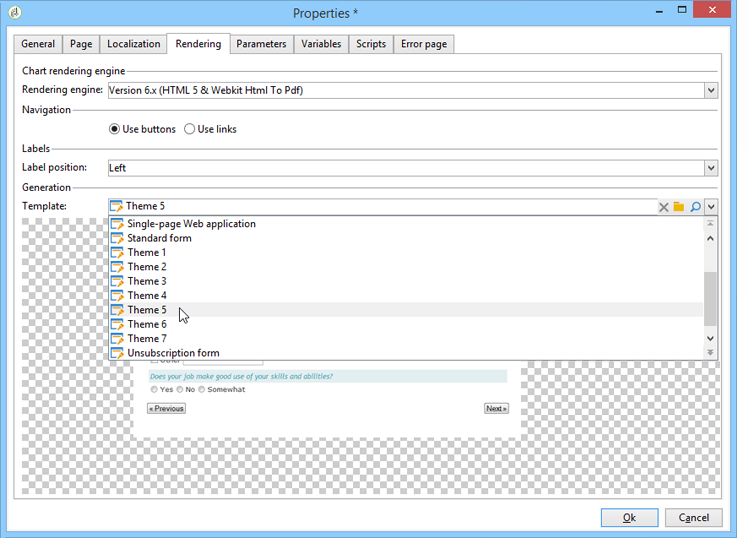 Properties *
General Page Localization Rendering Parameters Variables Scripts Error page
Chart rendering engine
Rendering engine: Version 6.x (HTML 5 & Webkit Html To Pdf)
Navigation
Use buttons Use links
Labels
Label position: Left
Generation
Template: Theme 5
Single-page Web application
Standard form
Theme 1
Theme 2
Theme 3
Theme 4
Theme 5
Theme 6
Theme 7
Unsubscription form
Other
Does your job make good use of your skills and abilities?
Yes No Somewhat
« Previous Next »
Ok Cancel